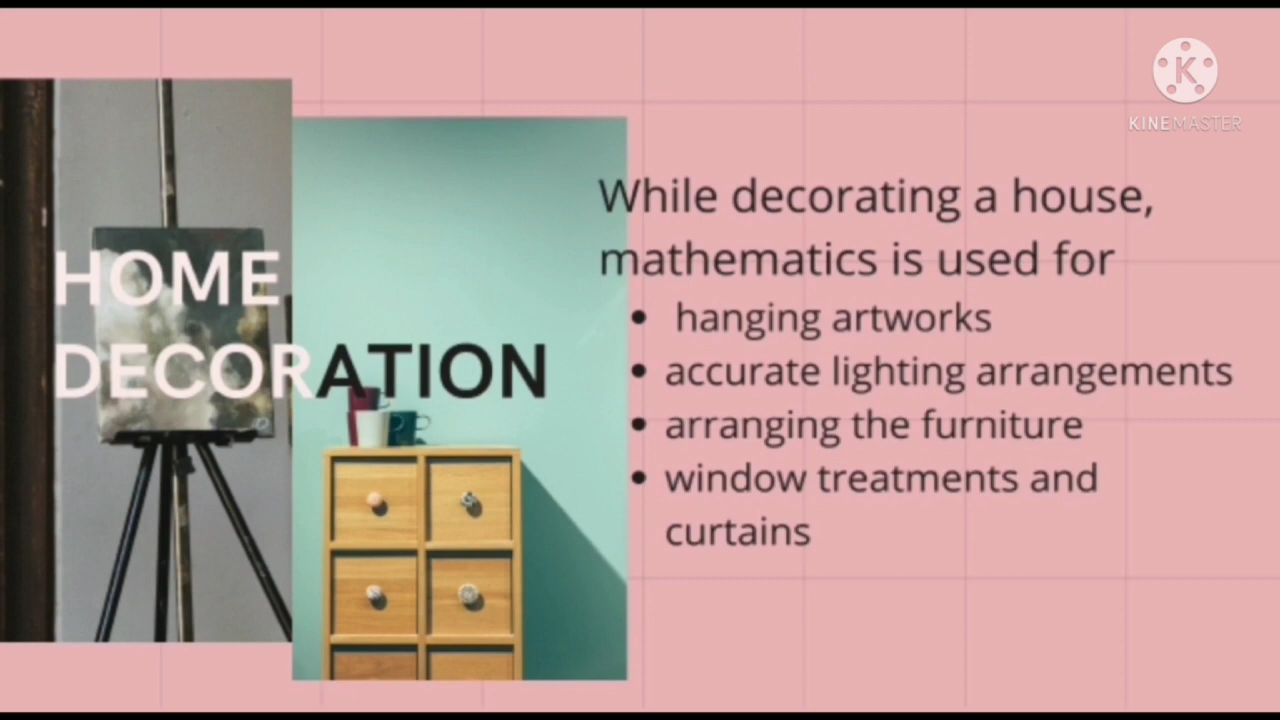 K
KINEMASTER
HOME
DECORATION
While decorating a house,
mathematics is used for
• hanging artworks
• accurate lighting arrangements
• arranging the furniture
• window treatments and
curtains